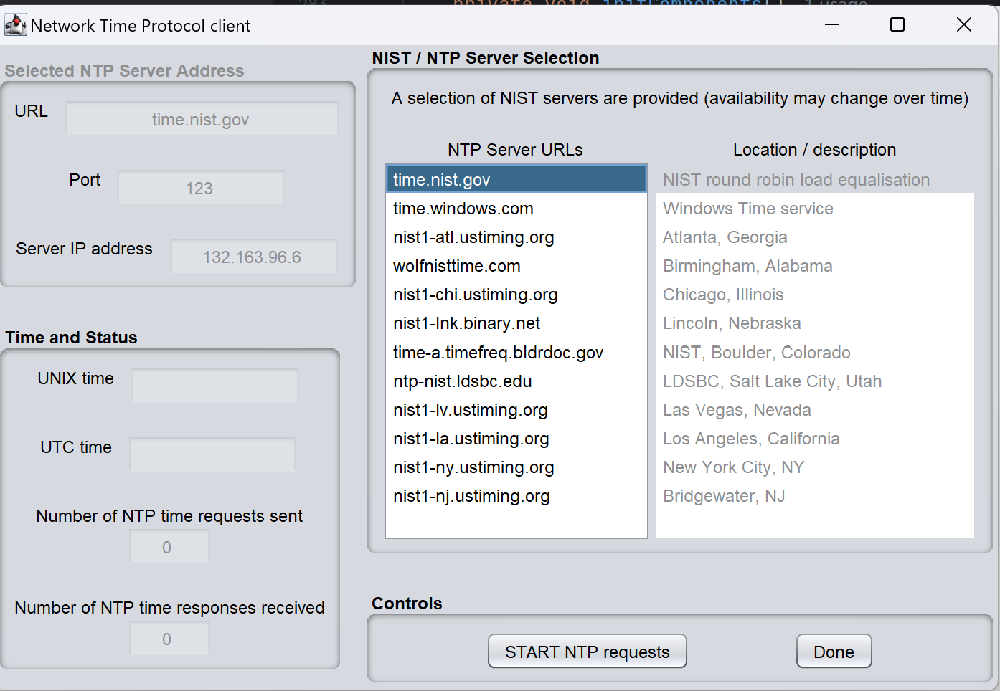 private void initComponents() 1 usage
Network Time Protocol client
Selected NTP Server Address
URL
time.nist.gov
Port
123
Server IP address
132.163.96.6
Time and Status
UNIX time
UTC time
Number of NTP time requests sent
0
Number of NTP time responses received
0
NIST / NTP Server Selection
A selection of NIST servers are provided (availability may change over time)
NTP Server URLs
Location / description
time.nist.gov
NIST round robin load equalisation
time.windows.com
Windows Time service
nist1-atl.ustiming.org
Atlanta, Georgia
wolfnisttime.com
Birmingham, Alabama
nist1-chi.ustiming.org
Chicago, Illinois
nist1-lnk.binary.net
Lincoln, Nebraska
time-a.timefreq.bldrdoc.gov
NIST, Boulder, Colorado
ntp-nist.ldsbc.edu
LDSBC, Salt Lake City, Utah
nist1-lv.ustiming.org
Las Vegas, Nevada
nist1-la.ustiming.org
Los Angeles, California
nist1-ny.ustiming.org
New York City, NY
nist1-nj.ustiming.org
Bridgewater, NJ
Controls
START NTP requests
Done